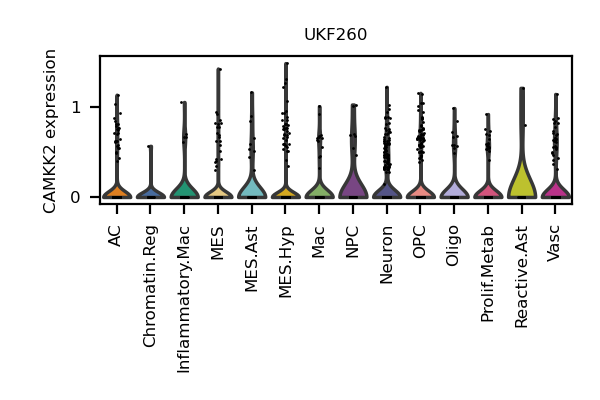 UKF260
CAMKK2 expression
1
0
AC
Chromatin.Reg
Inflammatory.Mac
MES
MES.Ast
MES.Hyp
Mac
NPC
Neuron
OPC
Oligo
Prolif.Metab
Reactive.Ast
Vasc